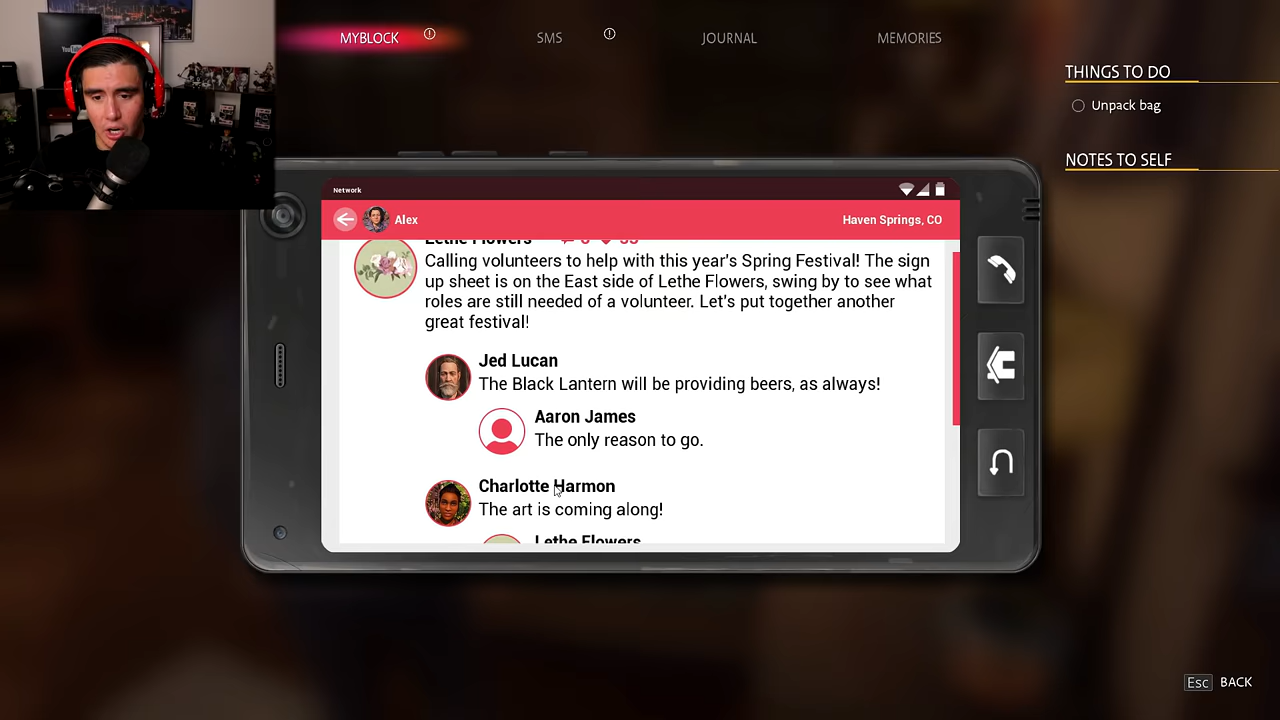 MYBLOCK
SMS
JOURNAL
MEMORIES
THINGS TO DO
Unpack bag
NOTES TO SELF
Network
Alex
Haven Springs, CO
Lethe Flowers
Calling volunteers to help with this year's Spring Festival! The sign
up sheet is on the East side of Lethe Flowers, swing by to see what
roles are still needed of a volunteer. Let's put together another
great festival!
Jed Lucan
The Black Lantern will be providing beers, as always!
Aaron James
The only reason to go.
Charlotte Harmon
The art is coming along!
Lethe Flowers
Esc BACK